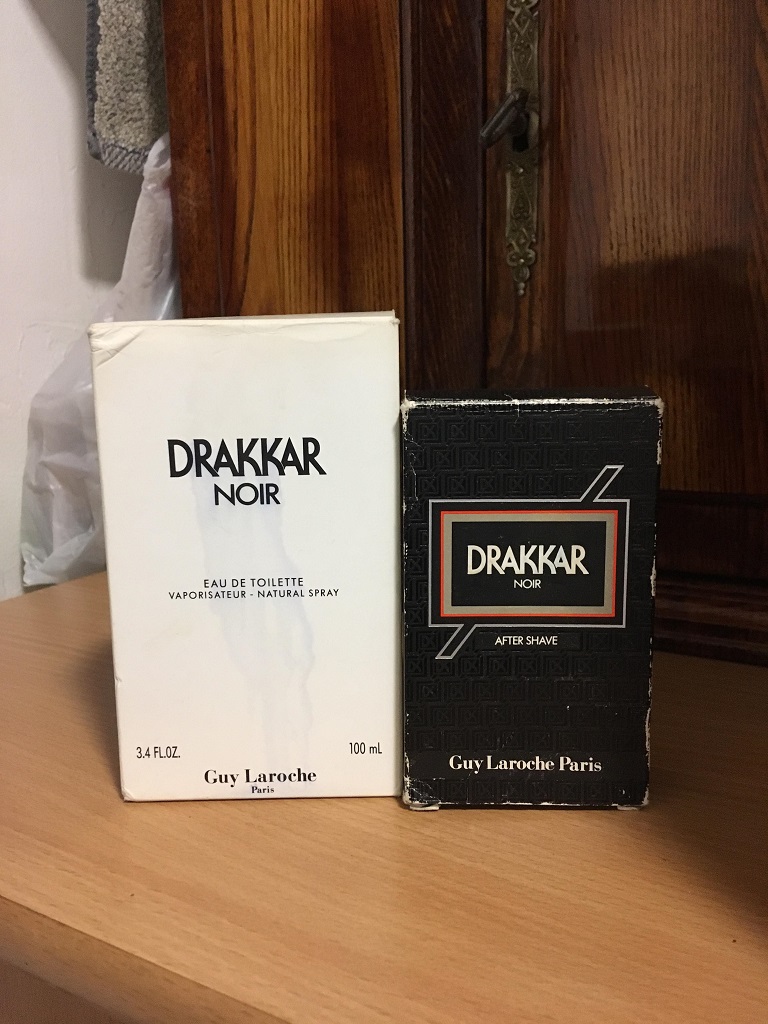 DRAKKAR
NOIR
EAU DE TOILETTE
VAPORISATEUR - NATURAL SPRAY
3.4 FL.OZ. 100 mL
Guy Laroche
Paris
DRAKKAR
NOIR
AFTER SHAVE
Guy Laroche Paris